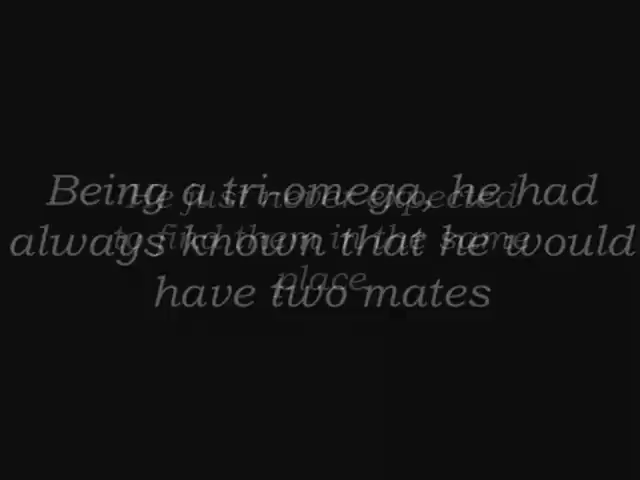 Being a tri-omega, he had
always known that he would
have two mates
He just never expected
to find them in the same
place